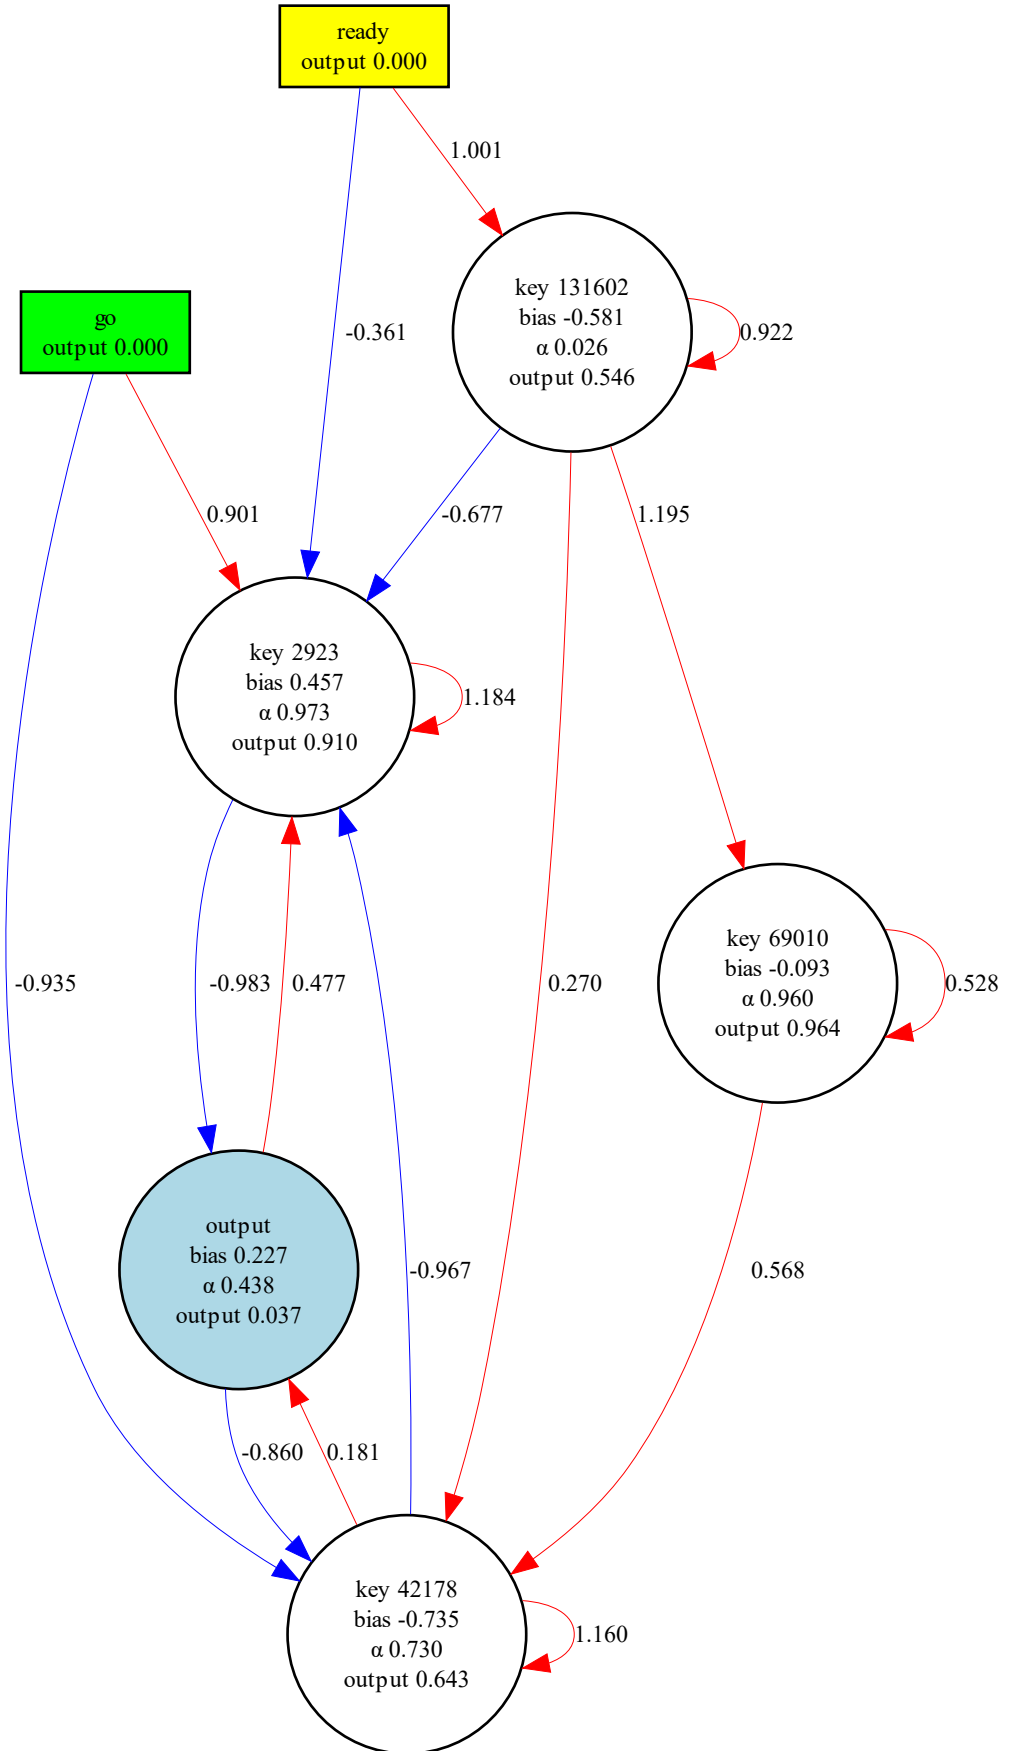 ready
output 0.000
1.001
key 131602
bias -0.581
α 0.026
output 0.546
0.922
go
output 0.000
-0.361
0.901
-0.677
1.195
key 2923
bias 0.457
α 0.973
output 0.910
1.184
key 69010
bias -0.093
α 0.960
output 0.964
0.528
-0.935
-0.983
0.477
0.270
output
bias 0.227
α 0.438
output 0.037
-0.967
0.568
-0.860
0.181
key 42178
bias -0.735
α 0.730
output 0.643
1.160